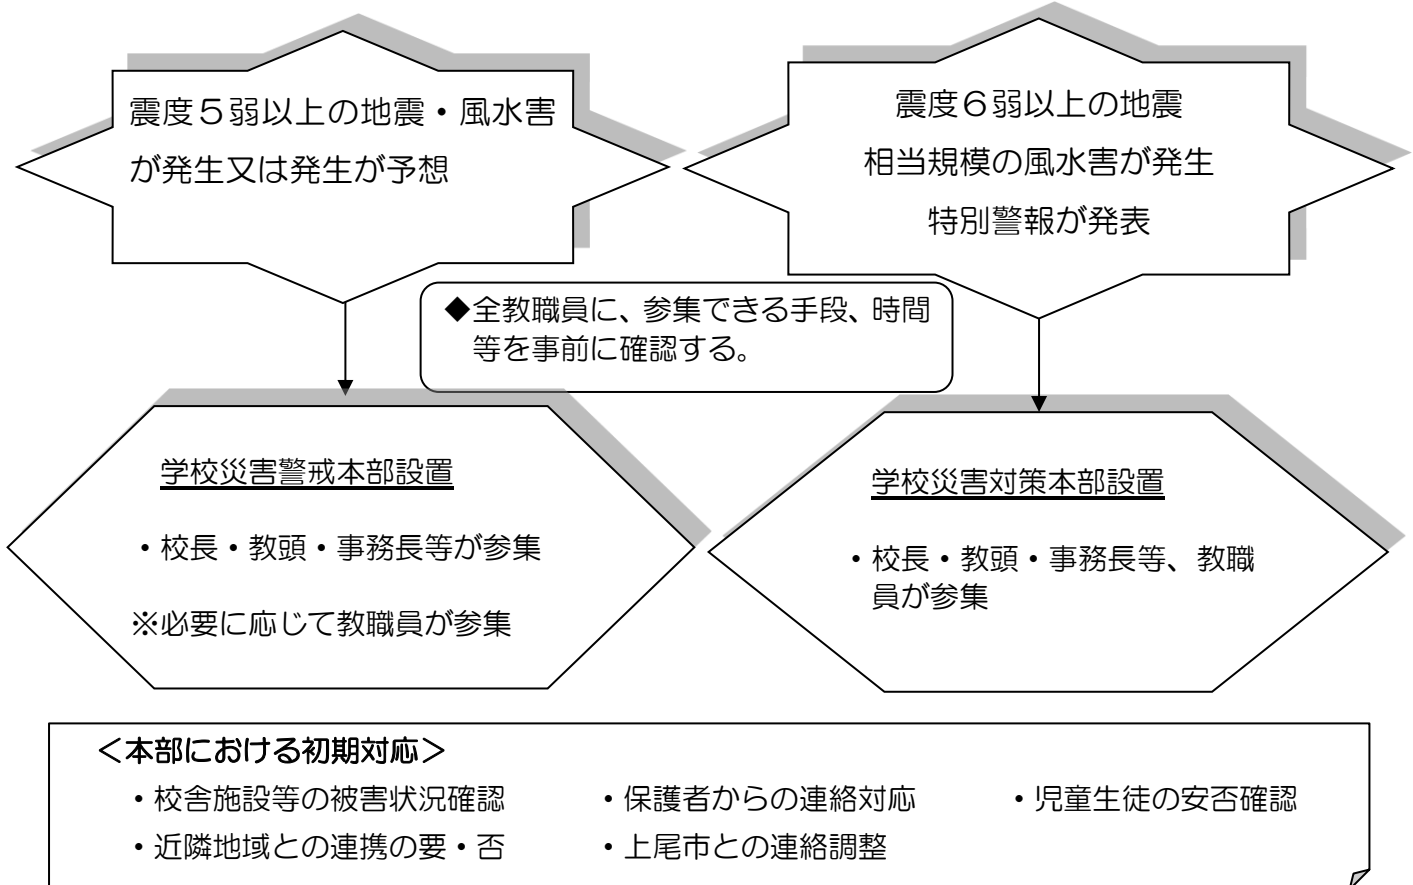 震度５弱以上の地震・風水害
が発生又は発生が予想
震度６弱以上の地震
相当規模の風水害が発生
特別警報が発表
◆全教職員に、参集できる手段、時間
等を事前に確認する。
学校災害警戒本部設置
・校長・教頭・事務長等が参集
※必要に応じて教職員が参集
学校災害対策本部設置
・校長・教頭・事務長等、教職
員が参集
＜本部における初期対応＞
・校舎施設等の被害状況確認　・保護者からの連絡対応　・児童生徒の安否確認
・近隣地域との連携の要・否　・上尾市との連絡調整